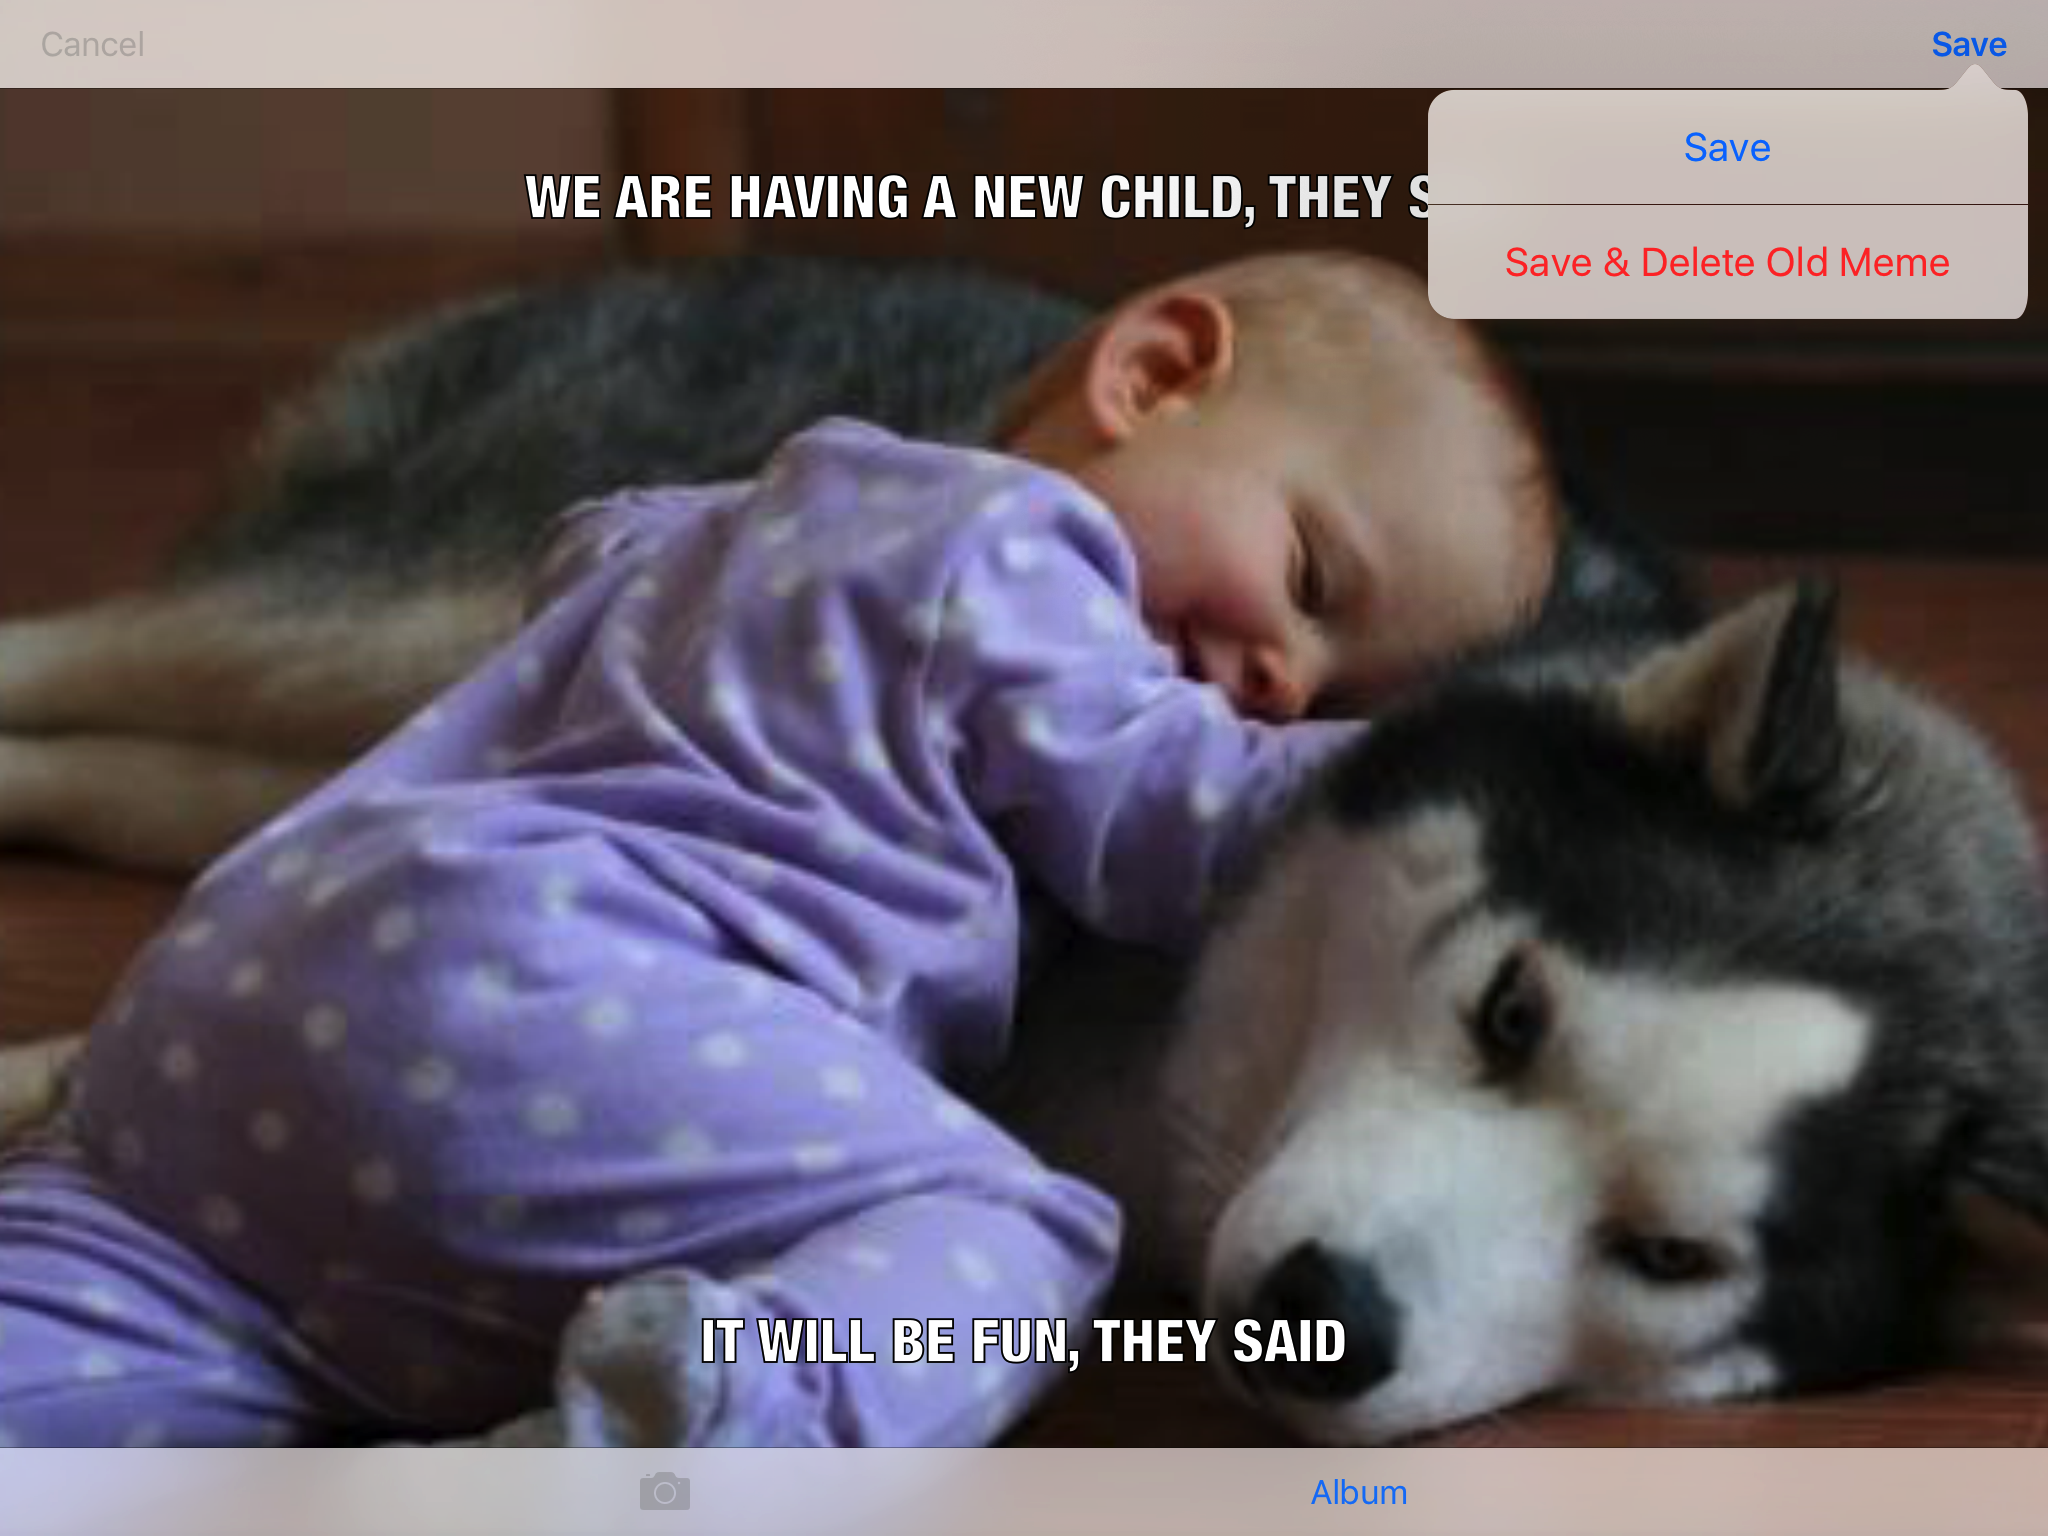 Cancel
Save
Save
WE ARE HAVING A NEW CHILD, THEY
Save & Delete Old Meme
IT WILL BE FUN, THEY SAID
Album